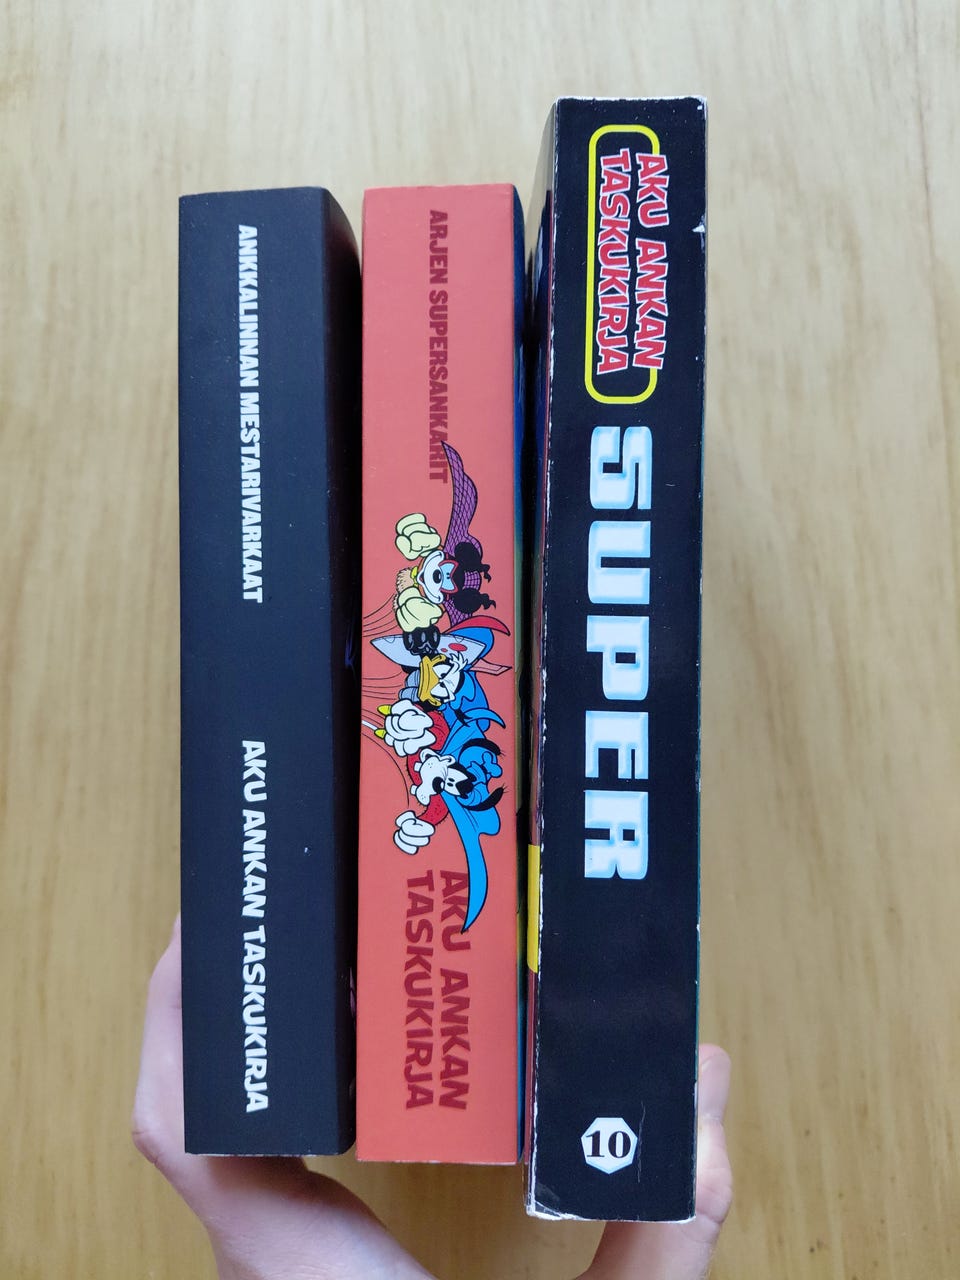 ANKKALINNAN MESTARIVARKAAT
AKU ANKAN TASKUKIRJA
ARJEN SUPERSANKARIT
AKU ANKAN
TASKUKIRJA
AKU ANKAN
TASKUKIRJA
SUPER
10